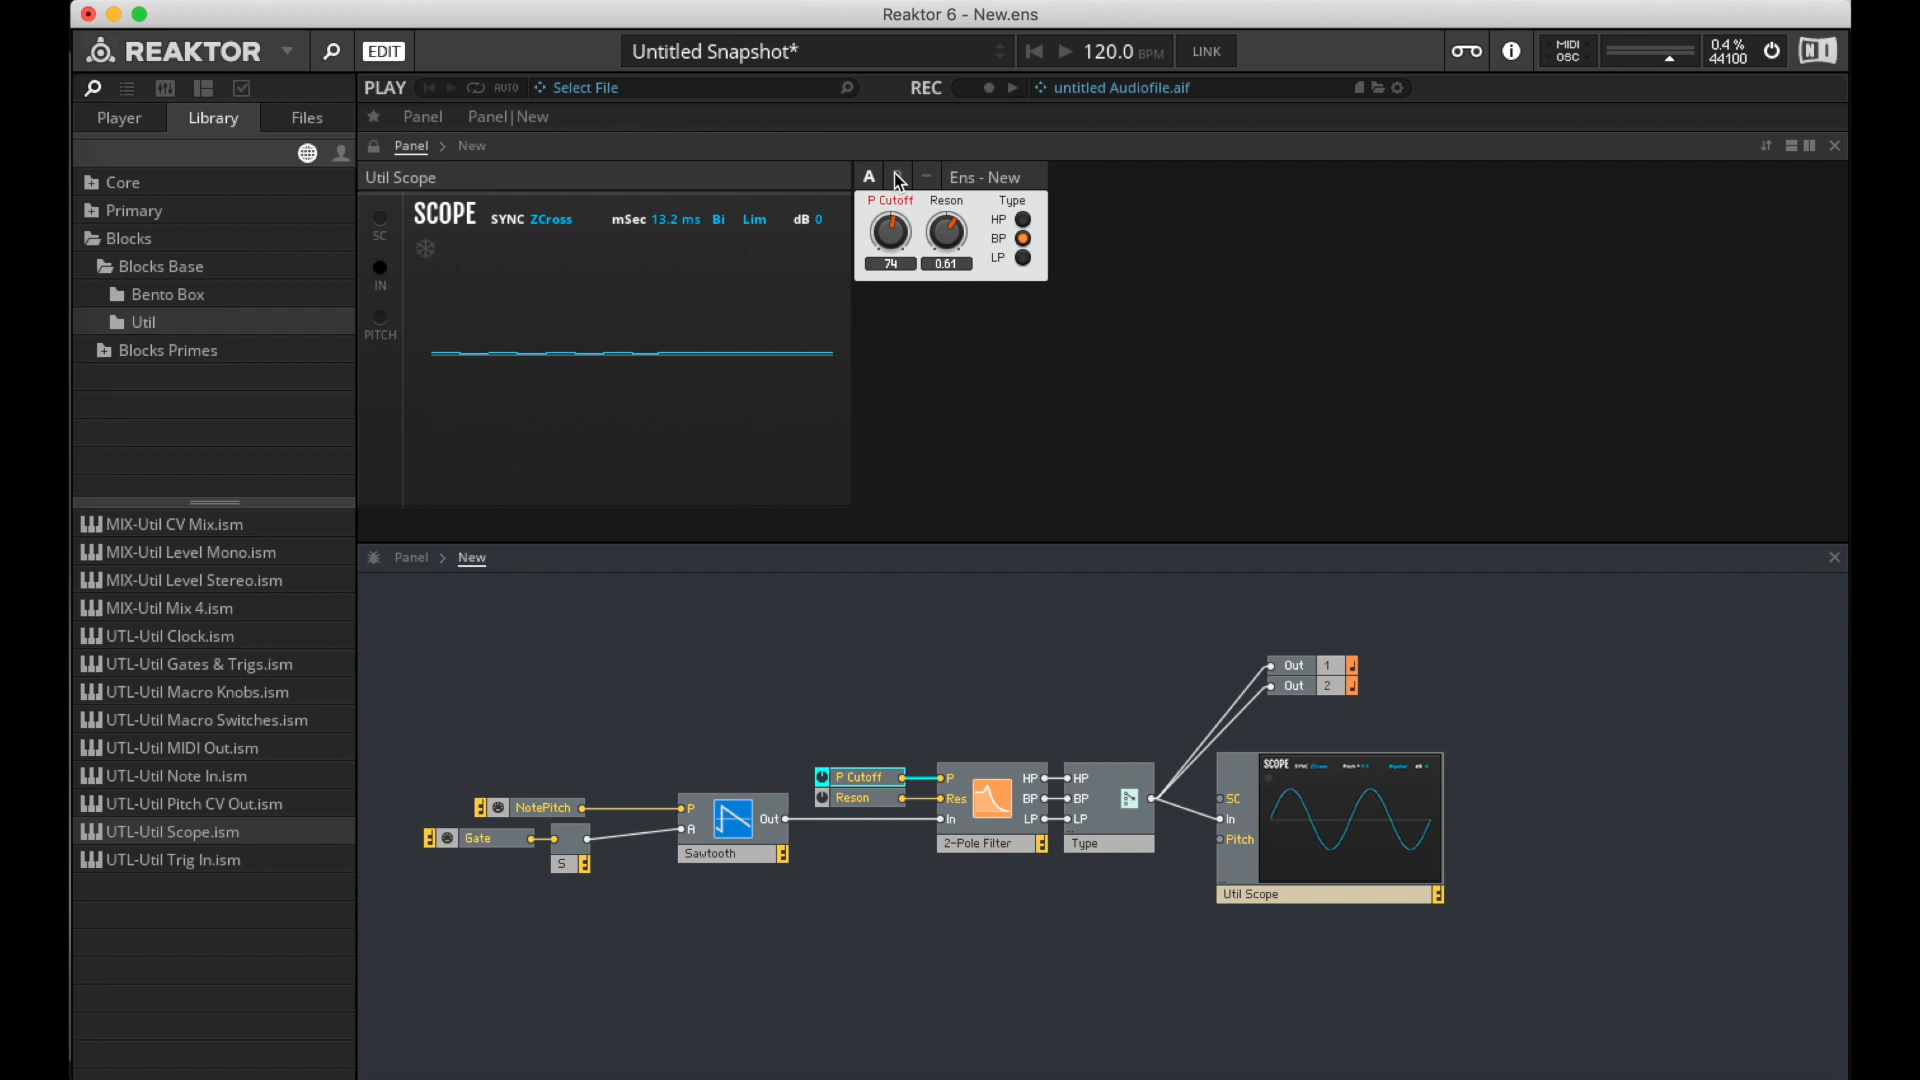 Reaktor 6 - New.ens
REAKTOR
EDIT
Untitled Snapshot*
120.0 BPM
LINK
MIDI
OSC
0.4 %
44100
NI
PLAY
AUTO
Select File
REC
untitled Audiofile.aif
Player
Library
Files
Panel
Panel|New
Panel > New
Core
Primary
Blocks
Blocks Base
Bento Box
Util
Blocks Primes
MIX-Util CV Mix.ism
MIX-Util Level Mono.ism
MIX-Util Level Stereo.ism
MIX-Util Mix 4.ism
UTL-Util Clock.ism
UTL-Util Gates & Trigs.ism
UTL-Util Macro Knobs.ism
UTL-Util Macro Switches.ism
UTL-Util MIDI Out.ism
UTL-Util Note In.ism
UTL-Util Pitch CV Out.ism
UTL-Util Scope.ism
UTL-Util Trig In.ism
Util Scope
SCOPE SYNC ZCross mSec 13.2 ms Bi Lim dB 0
SC
IN
PITCH
A
Ens - New
P Cutoff Reson Type
HP
BP
LP
74 0.61
Panel > New
NotePitch
Gate
S
P
A
Out
Sawtooth
P Cutoff
Reson
P
Res
In
HP
BP
LP
2-Pole Filter
HP
BP
LP
Type
Out 1
Out 2
SC
In
Pitch
SCOPE
Util Scope